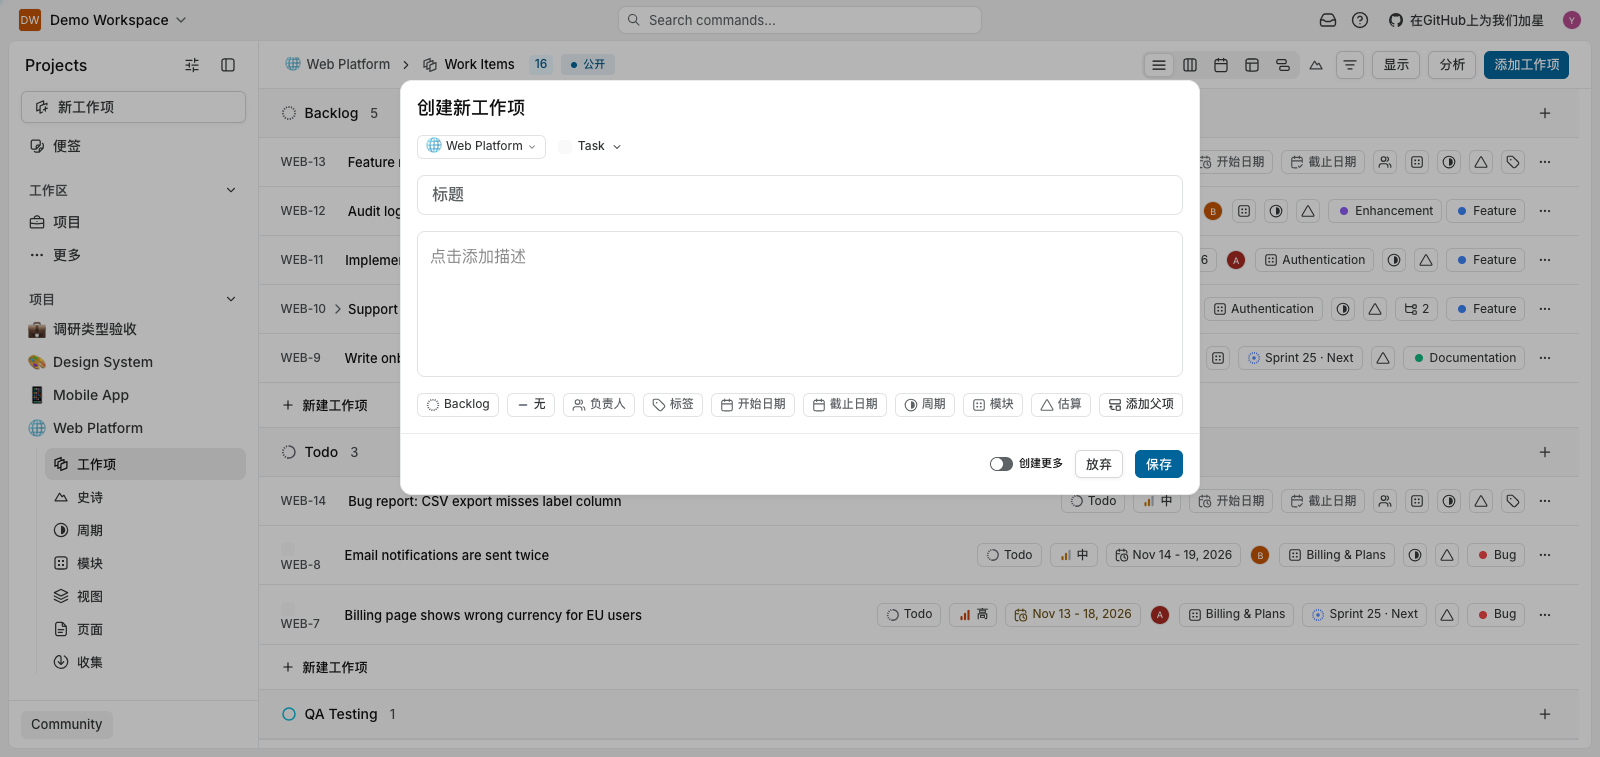 DW Demo Workspace
Search commands...
在GitHub上为我们加星
Y
Projects
新工作项
便签
工作区
项目
更多
项目
调研类型验收
Design System
Mobile App
Web Platform
工作项
史诗
周期
模块
视图
页面
收集
Community
Web Platform
Work Items
16
公开
显示
分析
添加工作项
Backlog 5
WEB-13 Feature
开始日期 截止日期
WEB-12 Audit log
B Enhancement Feature
WEB-11 Implemen
6 A Authentication Feature
WEB-10 Support
Authentication 2 Feature
WEB-9 Write onb
Sprint 25 · Next Documentation
新建工作项
Todo 3
WEB-14 Bug report: CSV export misses label column Todo 中 开始日期 截止日期
WEB-8 Email notifications are sent twice Todo 中 Nov 14 - 19, 2026 B Billing & Plans Bug
WEB-7 Billing page shows wrong currency for EU users Todo 高 Nov 13 - 18, 2026 A Billing & Plans Sprint 25 · Next Bug
新建工作项
QA Testing 1
创建新工作项
Web Platform Task
标题
点击添加描述
Backlog 无 负责人 标签 开始日期 截止日期 周期 模块 估算 添加父项
创建更多 放弃 保存